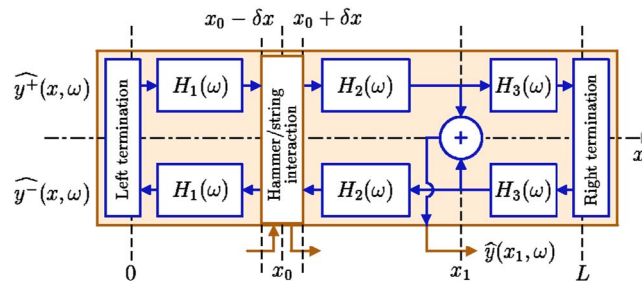 x₀ − δx x₀ + δx
ŷ⁺(x, ω)
Left termination
H₁(ω)
Hammer/string
interaction
H₂(ω)
H₃(ω)
Right termination
+
x
ŷ⁻(x, ω)
H₁(ω)
H₂(ω)
H₃(ω)
ŷ(x₁, ω)
0 x₀ x₁ L